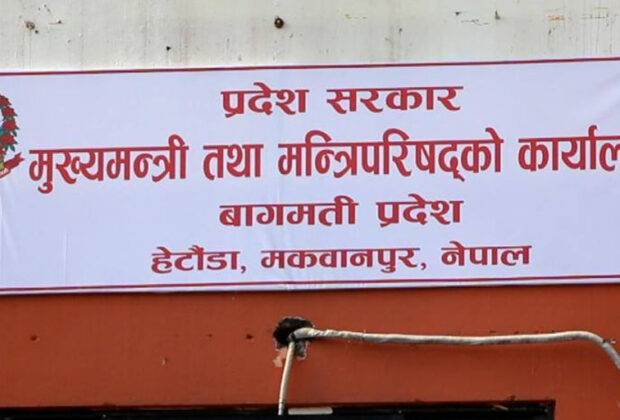 प्रदेश सरकार
मुख्यमन्त्री तथा मन्त्रिपरिषद्को कार्याल
बागमती प्रदेश
हेटौंडा, मकवानपुर, नेपाल